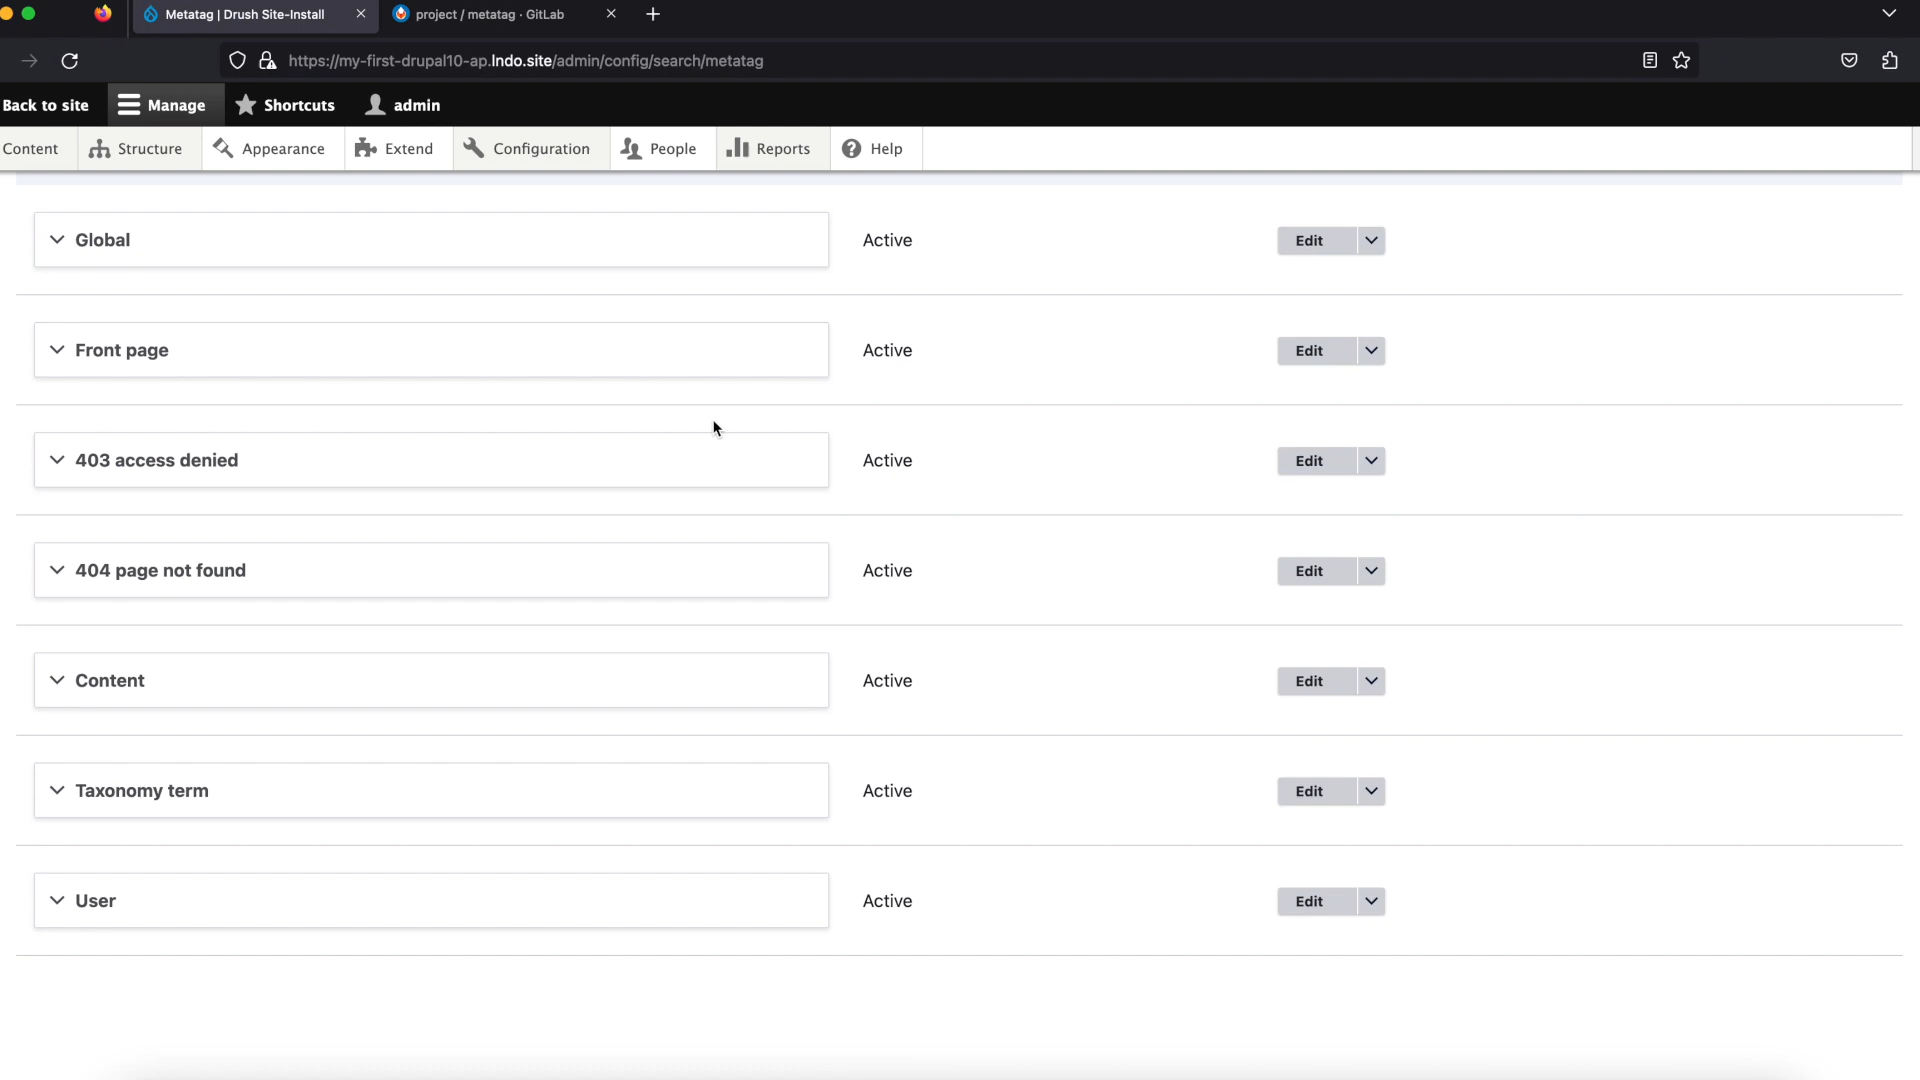 Metatag | Drush Site-Install
project / metatag · GitLab
https://my-first-drupal10-ap.lndo.site/admin/config/search/metatag
Back to site Manage Shortcuts admin
Content Structure Appearance Extend Configuration People Reports Help
Global Active Edit
Front page Active Edit
403 access denied Active Edit
404 page not found Active Edit
Content Active Edit
Taxonomy term Active Edit
User Active Edit